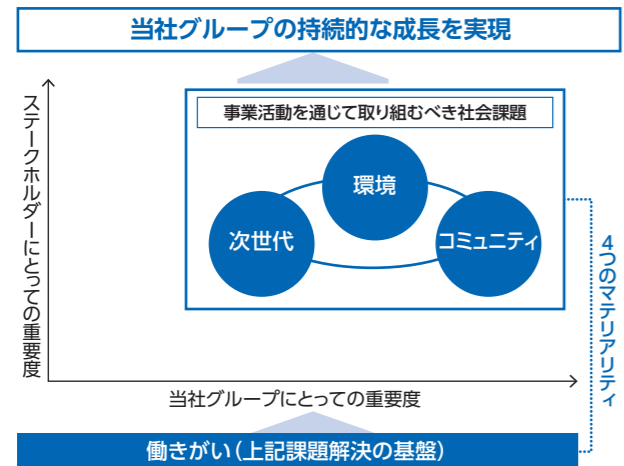 当社グループの持続的な成長を実現
ステークホルダーにとっての重要度
事業活動を通じて取り組むべき社会課題
環境
次世代
コミュニティ
4つのマテリアリティ
当社グループにとっての重要度
働きがい（上記課題解決の基盤）